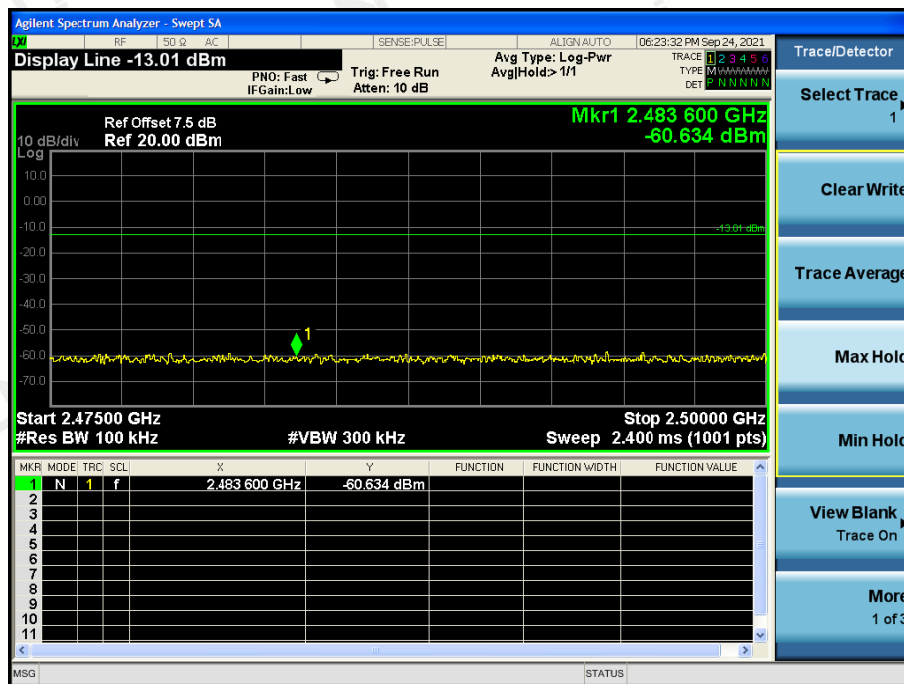 Agilent Spectrum Analyzer - Swept SA
LXI RF 50 Ω AC SENSE:PULSE ALIGN AUTO 06:23:32 PM Sep 24, 2021
Display Line -13.01 dBm
PNO: Fast
IFGain:Low
Trig: Free Run
Atten: 10 dB
Avg Type: Log-Pwr
Avg|Hold:> 1/1
TRACE 1 2 3 4 5 6
TYPE M W W W W W
DET P N N N N N
Mkr1 2.483 600 GHz
-60.634 dBm
Ref Offset 7.5 dB
10 dB/div Ref 20.00 dBm
Log
10.0
0.00
-10.0
-13.01 dBm
-20.0
-30.0
-40.0
-50.0
1
-60.0
-70.0
Start 2.47500 GHz Stop 2.50000 GHz
#Res BW 100 kHz #VBW 300 kHz Sweep 2.400 ms (1001 pts)
MKR MODE TRC SCL X Y FUNCTION FUNCTION WIDTH FUNCTION VALUE
1 N 1 f 2.483 600 GHz -60.634 dBm
2
3
4
5
6
7
8
9
10
11
MSG STATUS
Trace/Detector
Select Trace
1
Clear Write
Trace Average
Max Hold
Min Hold
View Blank
Trace On
More
1 of 3